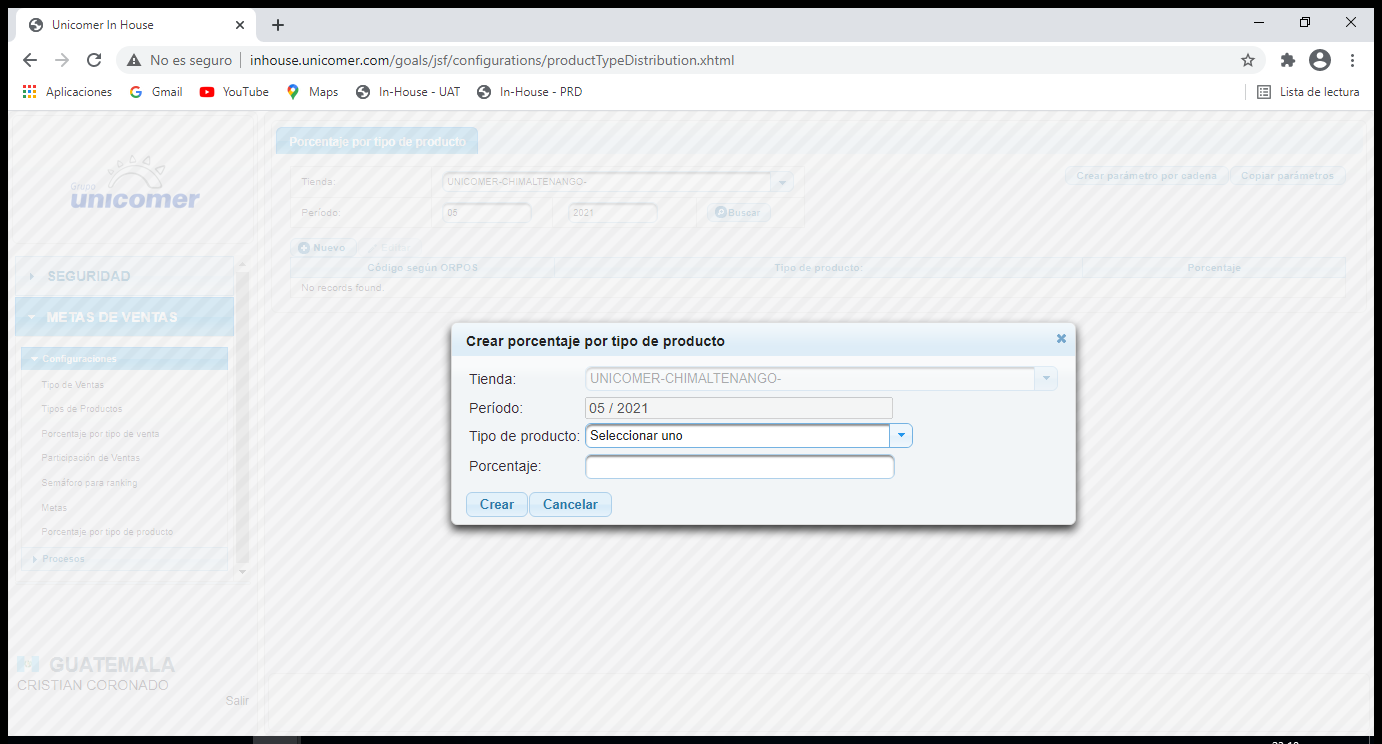 Unicomer In House
No es seguro
inhouse.unicomer.com/goals/jsf/configurations/productTypeDistribution.xhtml
Aplicaciones Gmail YouTube Maps In-House - UAT In-House - PRD Lista de lectura
Grupo
unicomer
SEGURIDAD
METAS DE VENTAS
Configuraciones
Tipo de Ventas
Tipos de Productos
Porcentaje por tipo de venta
Participación de Ventas
Semáforo para ranking
Metas
Porcentaje por tipo de producto
Procesos
GUATEMALA
CRISTIAN CORONADO
Salir
Porcentaje por tipo de producto
Tienda: UNICOMER-CHIMALTENANGO- Crear parámetro por cadena Copiar parámetros
Período: 05 2021 Buscar
Nuevo Editar
Código según ORPOS Tipo de producto: Porcentaje
No records found.
Crear porcentaje por tipo de producto
Tienda: UNICOMER-CHIMALTENANGO-
Período: 05 / 2021
Tipo de producto: Seleccionar uno
Porcentaje:
Crear Cancelar